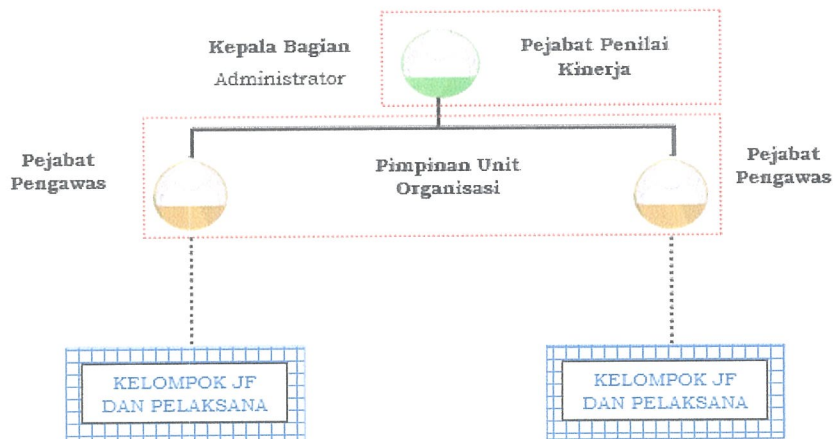 Kepala Bagian
Administrator
Pejabat Penilai
Kinerja
Pejabat
Pengawas
Pimpinan Unit
Organisasi
Pejabat
Pengawas
KELOMPOK JF
DAN PELAKSANA
KELOMPOK JF
DAN PELAKSANA